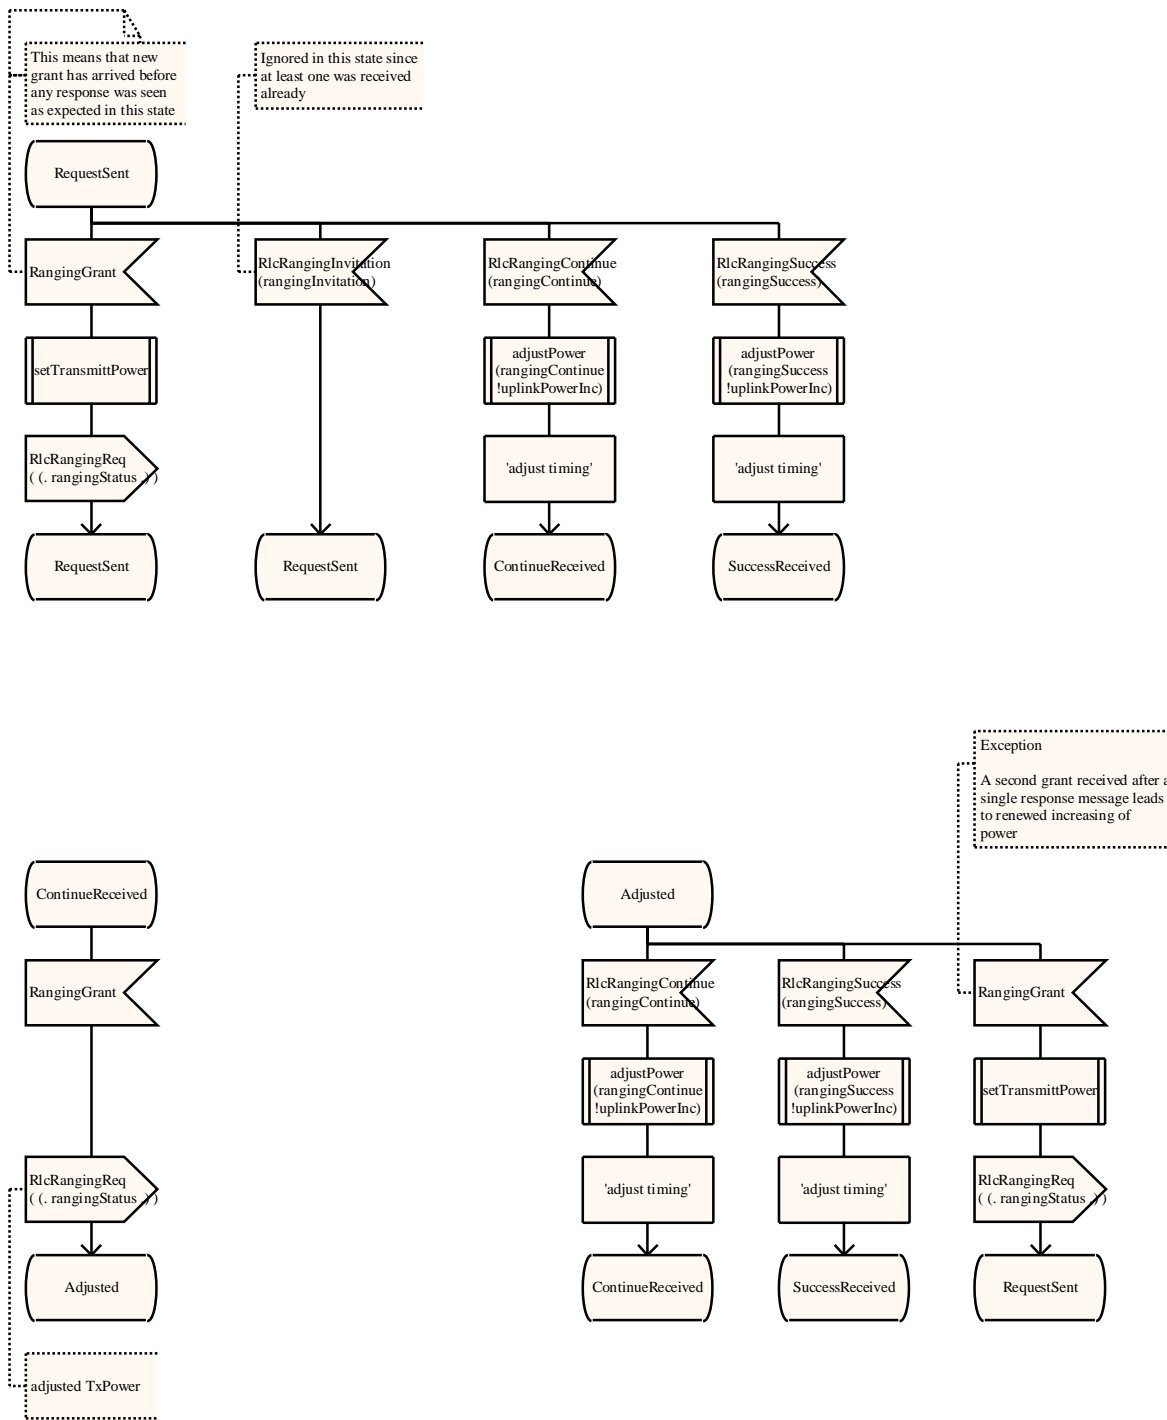 This means that new
grant has arrived before
any response was seen
as expected in this state
Ignored in this state since
at least one was received
already
RequestSent
RangingGrant
RlcRangingInvitation
(rangingInvitation)
RlcRangingContinue
(rangingContinue)
RlcRangingSuccess
(rangingSuccess)
setTransmittPower
adjustPower
(rangingContinue
!uplinkPowerInc)
adjustPower
(rangingSuccess
!uplinkPowerInc)
RlcRangingReq
( (. rangingStatus .) )
'adjust timing'
'adjust timing'
RequestSent
RequestSent
ContinueReceived
SuccessReceived
Exception
A second grant received after a
single response message leads
to renewed increasing of
power
ContinueReceived
Adjusted
RangingGrant
RlcRangingContinue
(rangingContinue)
RlcRangingSuccess
(rangingSuccess)
RangingGrant
adjustPower
(rangingContinue
!uplinkPowerInc)
adjustPower
(rangingSuccess
!uplinkPowerInc)
setTransmittPower
RlcRangingReq
( (. rangingStatus .) )
'adjust timing'
'adjust timing'
RlcRangingReq
( (. rangingStatus .) )
Adjusted
ContinueReceived
SuccessReceived
RequestSent
adjusted TxPower